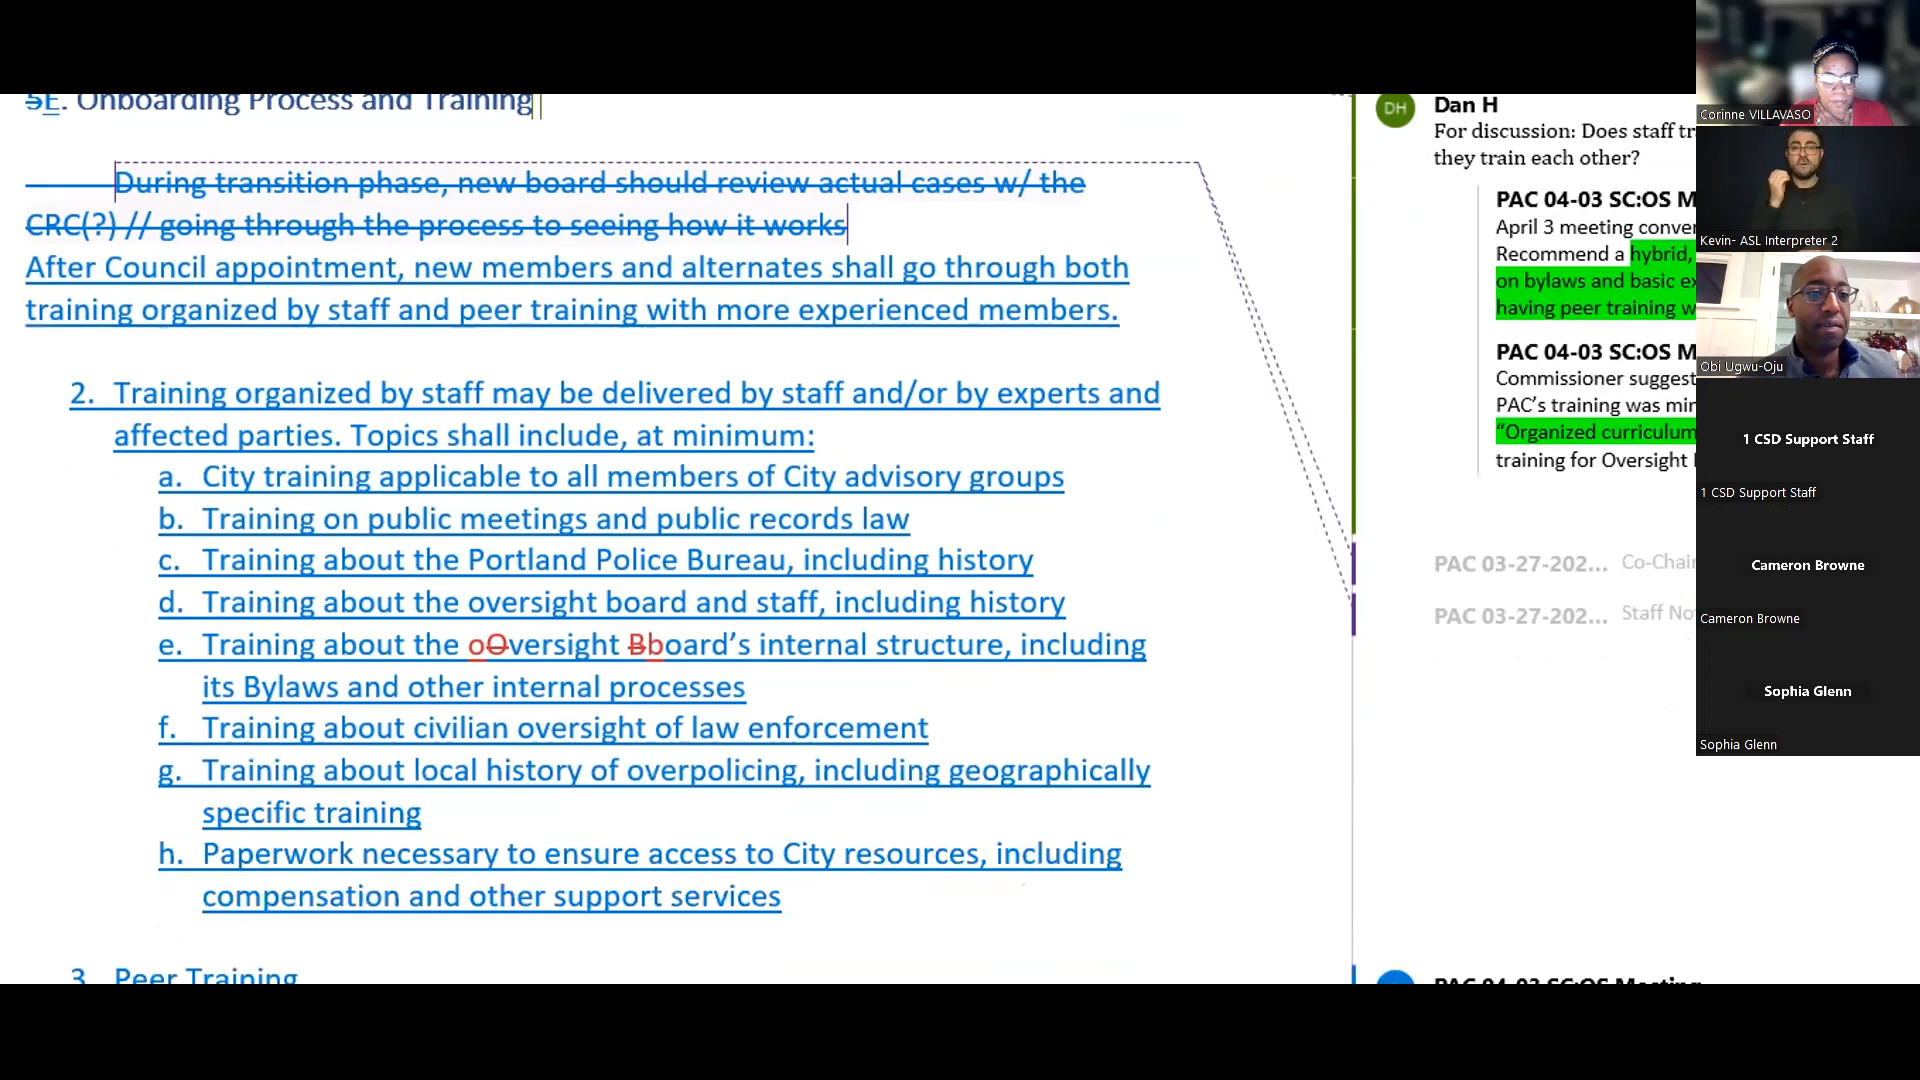 5E. Onboarding Process and Training
During transition phase, new board should review actual cases w/ the
CRC(?) // going through the process to seeing how it works
After Council appointment, new members and alternates shall go through both
training organized by staff and peer training with more experienced members.
2. Training organized by staff may be delivered by staff and/or by experts and
affected parties. Topics shall include, at minimum:
a. City training applicable to all members of City advisory groups
b. Training on public meetings and public records law
c. Training about the Portland Police Bureau, including history
d. Training about the oversight board and staff, including history
e. Training about the oOversight Bboard's internal structure, including
its Bylaws and other internal processes
f. Training about civilian oversight of law enforcement
g. Training about local history of overpolicing, including geographically
specific training
h. Paperwork necessary to ensure access to City resources, including
compensation and other support services
3. Peer Training
DH
Dan H
For discussion: Does staff tr
they train each other?
PAC 04-03 SC:OS M
April 3 meeting conver
Recommend a hybrid,
on bylaws and basic ex
having peer training w
PAC 04-03 SC:OS M
Commissioner suggest
PAC's training was min
"Organized curriculum
training for Oversight
PAC 03-27-202... Co-Chair
PAC 03-27-202... Staff No
PAC 04-03 SC:OS Meeting
Corinne VILLAVASO
Kevin- ASL Interpreter 2
Obi Ugwu-Oju
1 CSD Support Staff
1 CSD Support Staff
Cameron Browne
Cameron Browne
Sophia Glenn
Sophia Glenn